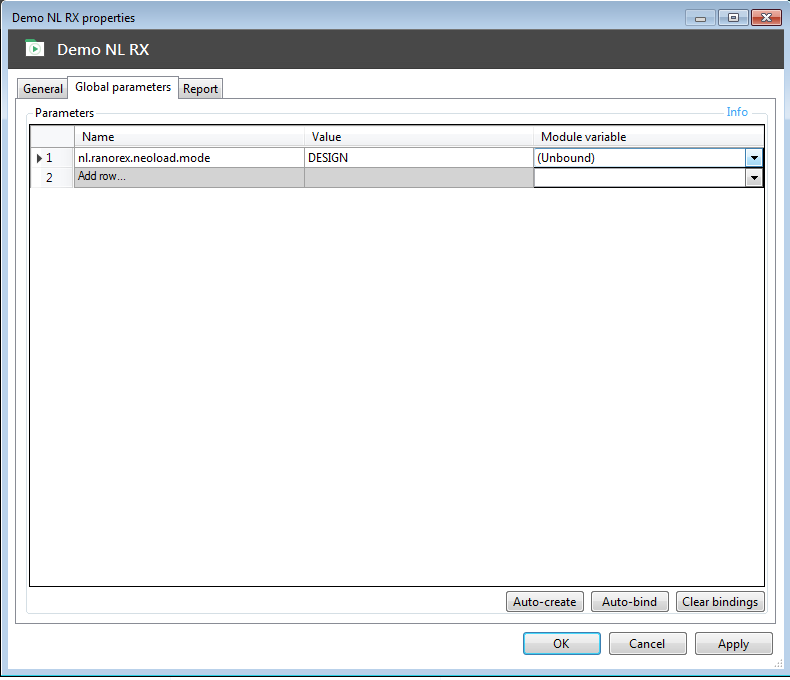 Demo NL RX properties
Demo NL RX
General Global parameters Report
Parameters Info
Name Value Module variable
1 nl.ranorex.neoload.mode DESIGN (Unbound)
2 Add row...
Auto-create Auto-bind Clear bindings
OK Cancel Apply